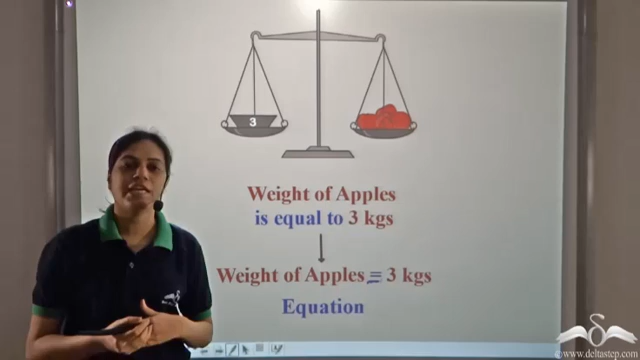 3
Weight of Apples
is equal to 3 kgs
Weight of Apples = 3 kgs
Equation
©www.deltastep.com